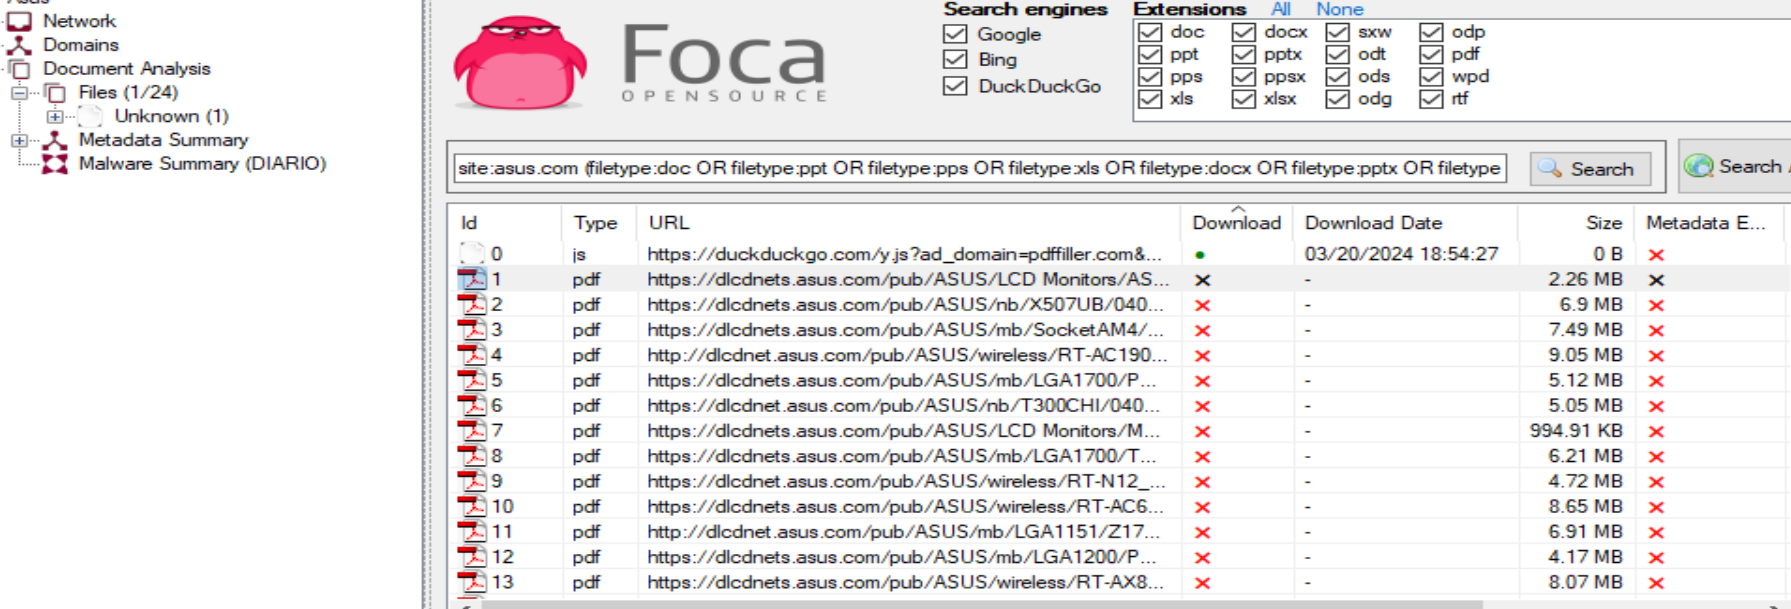 Asus
Network
Domains
Document Analysis
Files (1/24)
Unknown (1)
Metadata Summary
Malware Summary (DIARIO)
Foca
OPENSOURCE
Search engines
Google
Bing
DuckDuckGo
Extensions All None
doc docx sxw odp
ppt pptx odt pdf
pps ppsx ods wpd
xls xlsx odg rtf
site:asus.com (filetype:doc OR filetype:ppt OR filetype:pps OR filetype:xls OR filetype:docx OR filetype:pptx OR filetype
Search
Search
Id Type URL Download Download Date Size Metadata E...
0 js https://duckduckgo.com/y.js?ad_domain=pdffiller.com&... 03/20/2024 18:54:27 0 B
1 pdf https://dlcdnets.asus.com/pub/ASUS/LCD Monitors/AS... - 2.26 MB
2 pdf https://dlcdnets.asus.com/pub/ASUS/nb/X507UB/040... - 6.9 MB
3 pdf https://dlcdnets.asus.com/pub/ASUS/mb/SocketAM4/... - 7.49 MB
4 pdf http://dlcdnet.asus.com/pub/ASUS/wireless/RT-AC190... - 9.05 MB
5 pdf https://dlcdnets.asus.com/pub/ASUS/mb/LGA1700/P... - 5.12 MB
6 pdf https://dlcdnet.asus.com/pub/ASUS/nb/T300CHI/040... - 5.05 MB
7 pdf https://dlcdnets.asus.com/pub/ASUS/LCD Monitors/M... - 994.91 KB
8 pdf https://dlcdnets.asus.com/pub/ASUS/mb/LGA1700/T... - 6.21 MB
9 pdf https://dlcdnets.asus.com/pub/ASUS/wireless/RT-N12_... - 4.72 MB
10 pdf https://dlcdnets.asus.com/pub/ASUS/wireless/RT-AC6... - 8.65 MB
11 pdf http://dlcdnet.asus.com/pub/ASUS/mb/LGA1151/Z17... - 6.91 MB
12 pdf https://dlcdnets.asus.com/pub/ASUS/mb/LGA1200/P... - 4.17 MB
13 pdf https://dlcdnets.asus.com/pub/ASUS/wireless/RT-AX8... - 8.07 MB